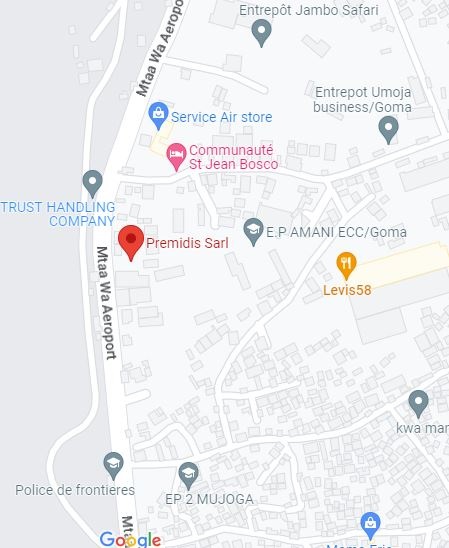 Entrepôt Jambo Safari
Mtaa Wa Aeroport
Entrepot Umoja
business/Goma
Service Air store
Communauté
St Jean Bosco
TRUST HANDLING
COMPANY
E.P AMANI ECC/Goma
Premidis Sarl
Mtaa Wa Aeroport
Levis58
kwa mar
Police de frontieres
EP 2 MUJOGA
Mtaa
Google